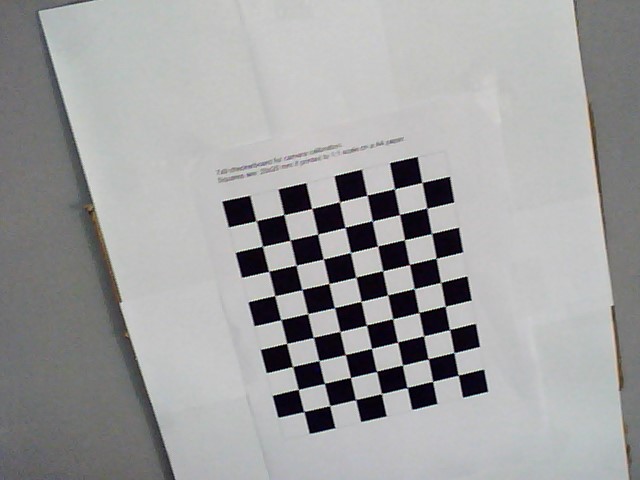 7x9 checkerboard for camera calibration.
Squares are 20x20 mm if printed to 1:1 scale on a A4 paper.